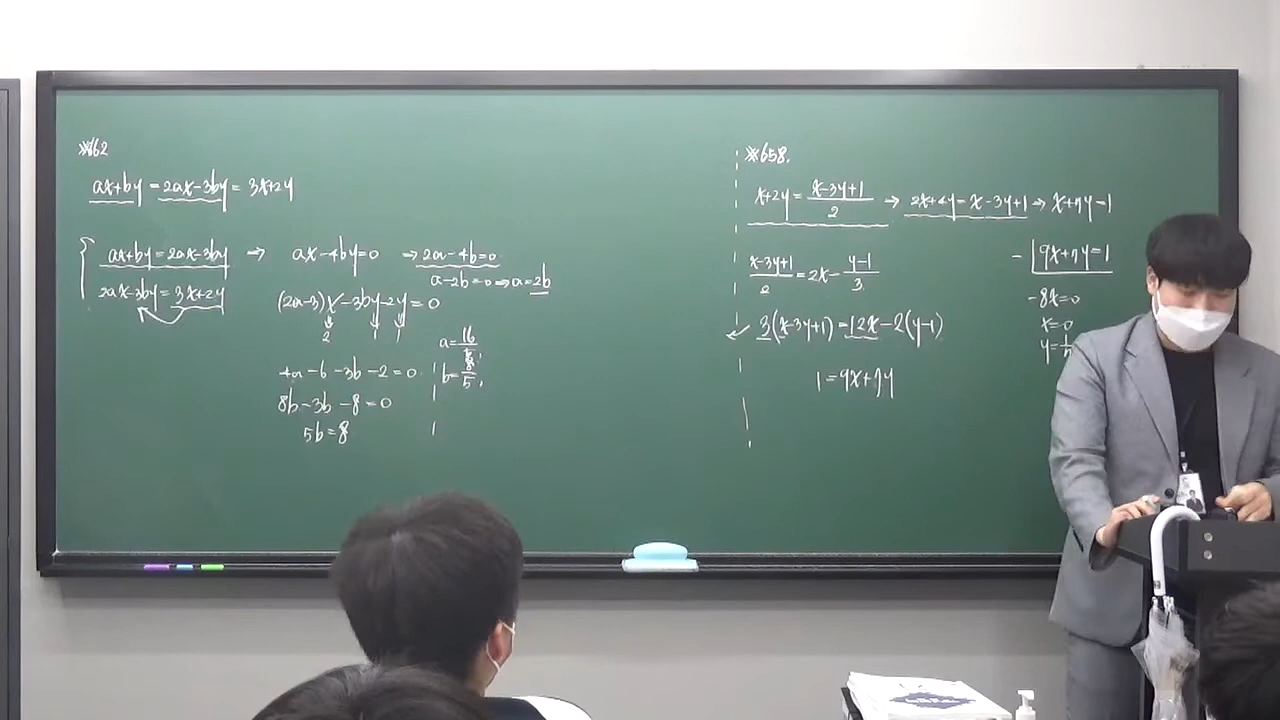 ※662
ax+by = 2ax-3by = 3x+2y
ax+by = 2ax-3by → ax-4by=0 → 2a-4b=0
a-2b=0 ⇒ a=2b
2ax-3by = 3x+2y
(2a-3)x-3by-2y=0
2 1 1
4a-6-3b-2=0
8b-3b-8=0
5b=8
a=16/5,
b=8/5,
※658.
x+2y = (x-3y+1)/2 → 2x+4y=x-3y+1 → x+7y=1
(x-3y+1)/2 = 2x - (y-1)/3
3(x-3y+1) = 12x-2(y-1)
1=9x+7y
- 9x+7y=1
-8x=0
x=0
y=1/7